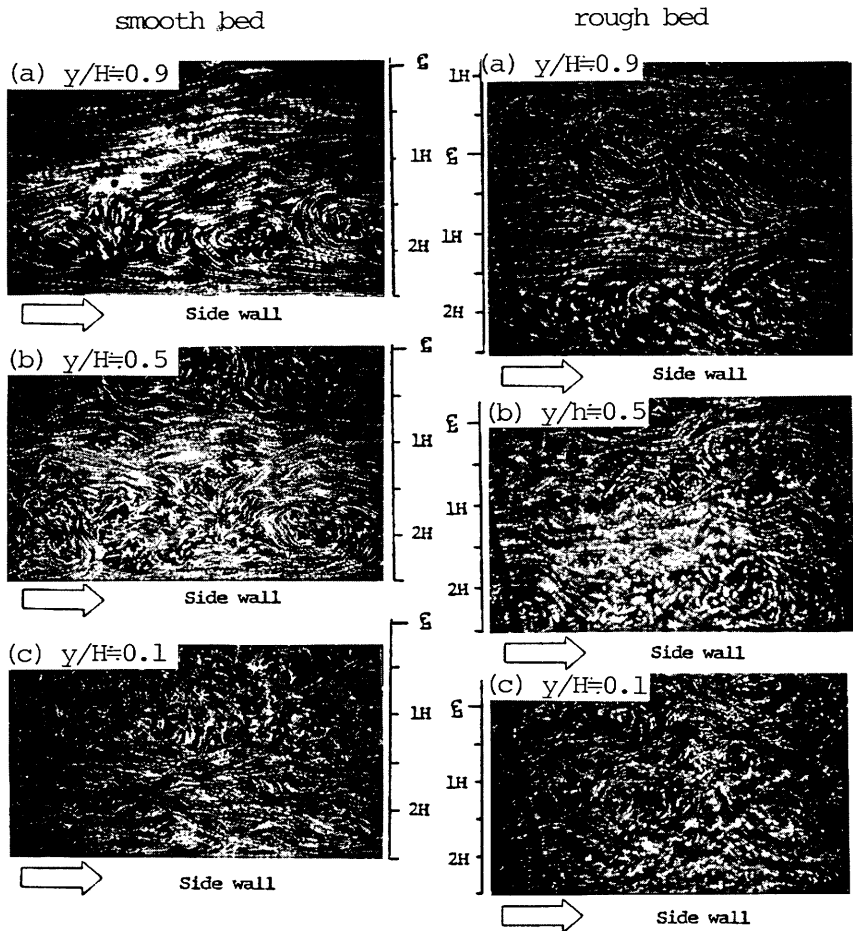 smooth bed
(a) y/H≒0.9
℄
1H
2H
Side wall
(b) y/H≒0.5
℄
1H
2H
Side wall
(c) y/H≒0.1
℄
1H
2H
Side wall
rough bed
(a) y/H≒0.9
1H
℄
1H
2H
Side wall
(b) y/h≒0.5
℄
1H
2H
Side wall
(c) y/H≒0.1
℄
1H
2H
Side wall